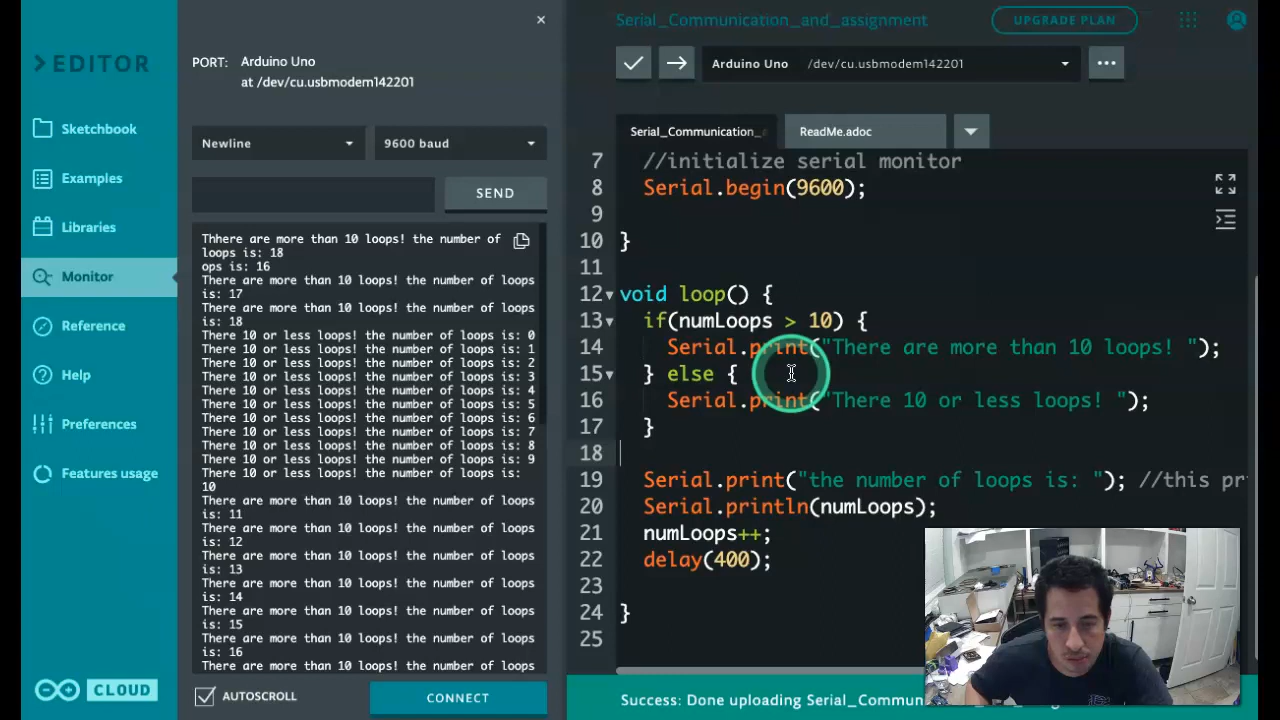 EDITOR
Sketchbook
Examples
Libraries
Monitor
Reference
Help
Preferences
Features usage
CLOUD
PORT: Arduino Uno
at /dev/cu.usbmodem142201
Newline
9600 baud
SEND
Thhere are more than 10 loops! the number of
loops is: 18
ops is: 16
There are more than 10 loops! the number of loops
is: 17
There are more than 10 loops! the number of loops
is: 18
There 10 or less loops! the number of loops is: 0
There 10 or less loops! the number of loops is: 1
There 10 or less loops! the number of loops is: 2
There 10 or less loops! the number of loops is: 3
There 10 or less loops! the number of loops is: 4
There 10 or less loops! the number of loops is: 5
There 10 or less loops! the number of loops is: 6
There 10 or less loops! the number of loops is: 7
There 10 or less loops! the number of loops is: 8
There 10 or less loops! the number of loops is: 9
There 10 or less loops! the number of loops is:
10
There are more than 10 loops! the number of loops
is: 11
There are more than 10 loops! the number of loops
is: 12
There are more than 10 loops! the number of loops
is: 13
There are more than 10 loops! the number of loops
is: 14
There are more than 10 loops! the number of loops
is: 15
There are more than 10 loops! the number of loops
is: 16
There are more than 10 loops! the number of loops
AUTOSCROLL
CONNECT
Serial_Communication_and_assignment
UPGRADE PLAN
Arduino Uno /dev/cu.usbmodem142201
Serial_Communication_
ReadMe.adoc
7 //initialize serial monitor
8 Serial.begin(9600);
9
10 }
11
12 void loop() {
13 if(numLoops > 10) {
14 Serial.print("There are more than 10 loops! ");
15 } else {
16 Serial.print("There 10 or less loops! ");
17 }
18
19 Serial.print("the number of loops is: "); //this pr
20 Serial.println(numLoops);
21 numLoops++;
22 delay(400);
23
24 }
25
Success: Done uploading Serial_Commun